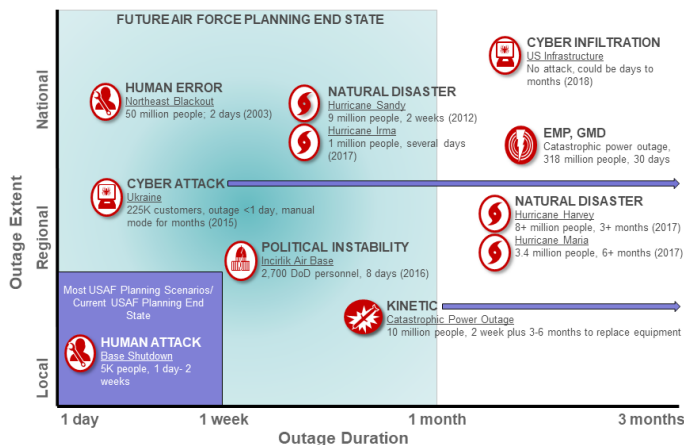 FUTURE AIR FORCE PLANNING END STATE
CYBER INFILTRATION
US Infrastructure
No attack, could be days to
months (2018)
HUMAN ERROR
Northeast Blackout
50 million people; 2 days (2003)
NATURAL DISASTER
Hurricane Sandy
9 million people, 2 weeks (2012)
Hurricane Irma
1 million people, several days
(2017)
EMP, GMD
Catastrophic power outage,
318 million people, 30 days
CYBER ATTACK
Ukraine
225K customers, outage <1 day, manual
mode for months (2015)
NATURAL DISASTER
Hurricane Harvey
8+ million people, 3+ months (2017)
Hurricane Maria
3.4 million people, 6+ months (2017)
POLITICAL INSTABILITY
Incirlik Air Base
2,700 DoD personnel, 8 days (2016)
Most USAF Planning Scenarios/
Current USAF Planning End
State
HUMAN ATTACK
Base Shutdown
5K people, 1 day- 2
weeks
KINETIC
Catastrophic Power Outage
10 million people, 2 week plus 3-6 months to replace equipment
Outage Extent
National
Regional
Local
1 day
1 week
1 month
3 months
Outage Duration